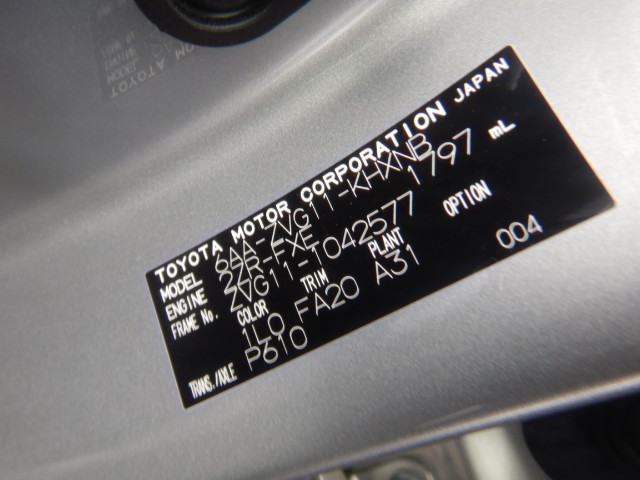 TOYOTA MOTOR CORPORATION JAPAN
MODEL 6AA-ZVG11-KHXNB
ENGINE 2ZR-FXE 1797 mL
FRAME No. ZVG11-1042577
COLOR TRIM PLANT OPTION
1L0 FA20 A31 004
TRANS./AXLE P610